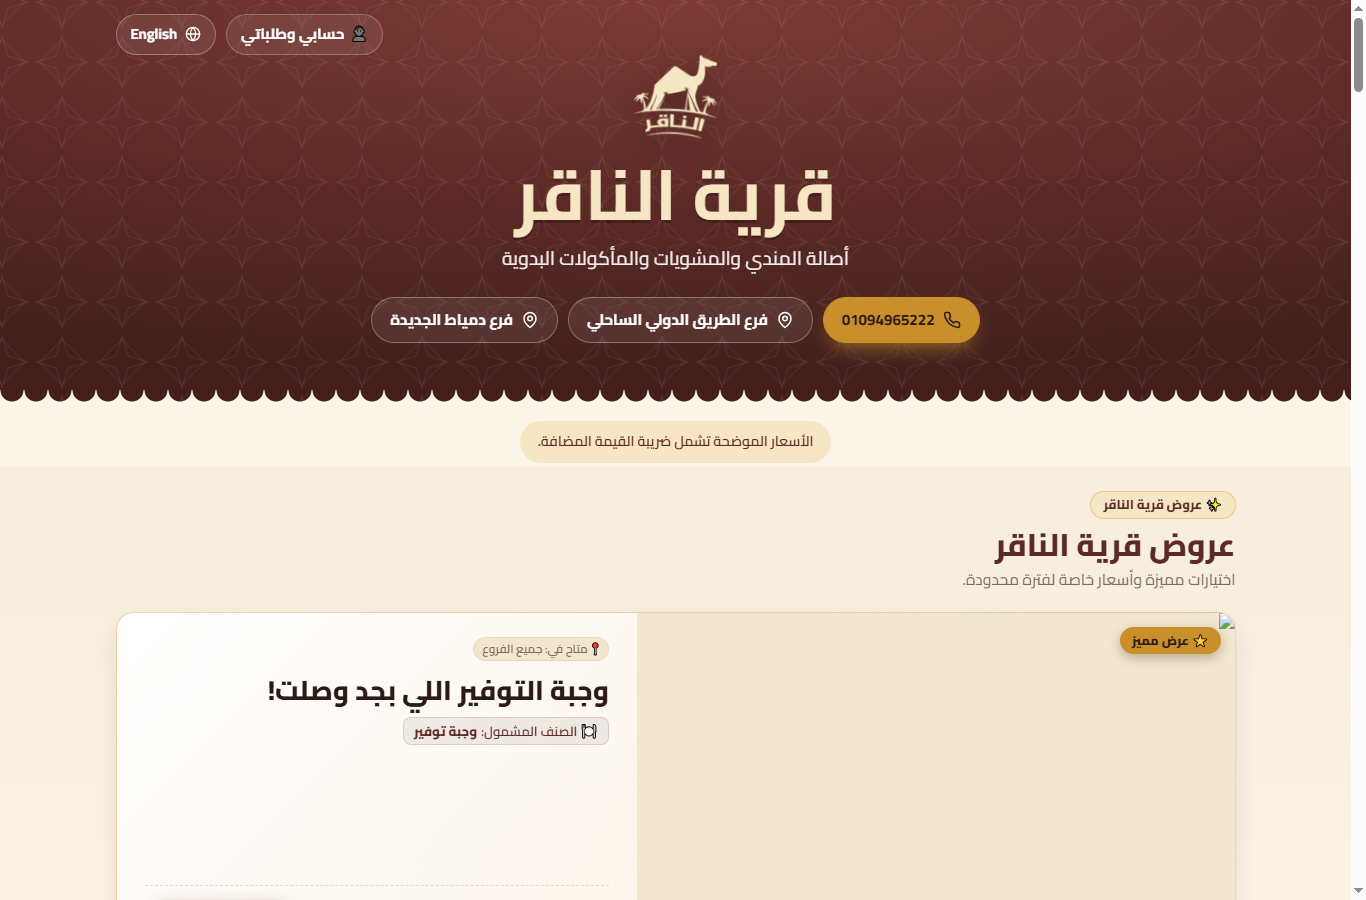 حسابي وطلباتي
English
الناقر
قرية الناقر
أصالة المندي والمشويات والمأكولات البدوية
01094965222
فرع الطريق الدولي الساحلي
فرع دمياط الجديدة
الأسعار الموضحة تشمل ضريبة القيمة المضافة.
عروض قرية الناقر
عروض قرية الناقر
اختيارات مميزة وأسعار خاصة لفترة محدودة.
عرض مميز
متاح في: جميع الفروع
وجبة التوفير اللي بجد وصلت!
الصنف المشمول: وجبة توفير